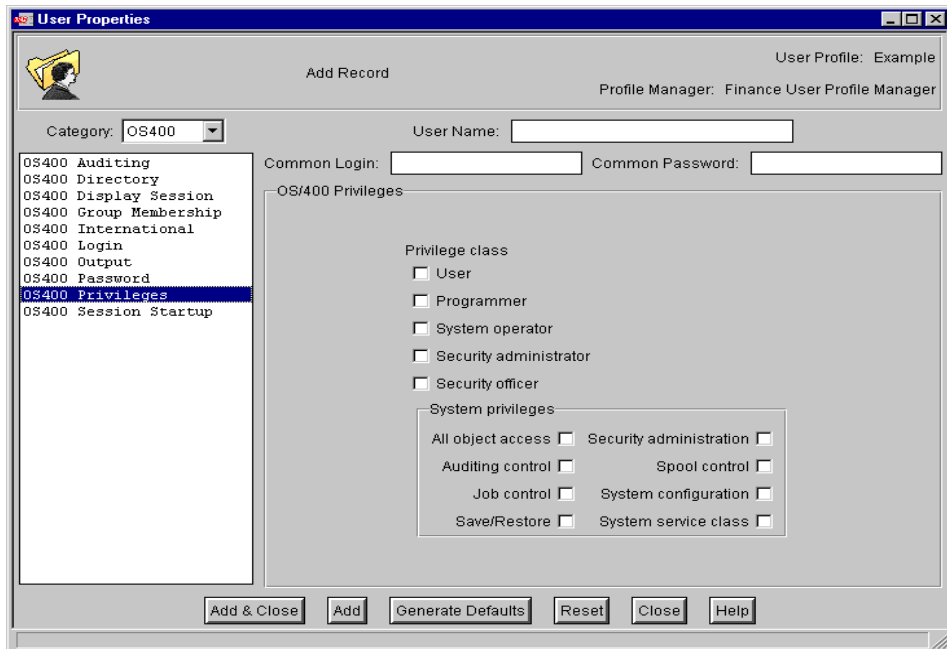 User Properties
Add Record
User Profile: Example
Profile Manager: Finance User Profile Manager
Category: OS400
User Name:
Common Login:
Common Password:
OS400 Auditing
OS400 Directory
OS400 Display Session
OS400 Group Membership
OS400 International
OS400 Login
OS400 Output
OS400 Password
OS400 Privileges
OS400 Session Startup
OS/400 Privileges
Privilege class
User
Programmer
System operator
Security administrator
Security officer
System privileges
All object access
Security administration
Auditing control
Spool control
Job control
System configuration
Save/Restore
System service class
Add & Close
Add
Generate Defaults
Reset
Close
Help